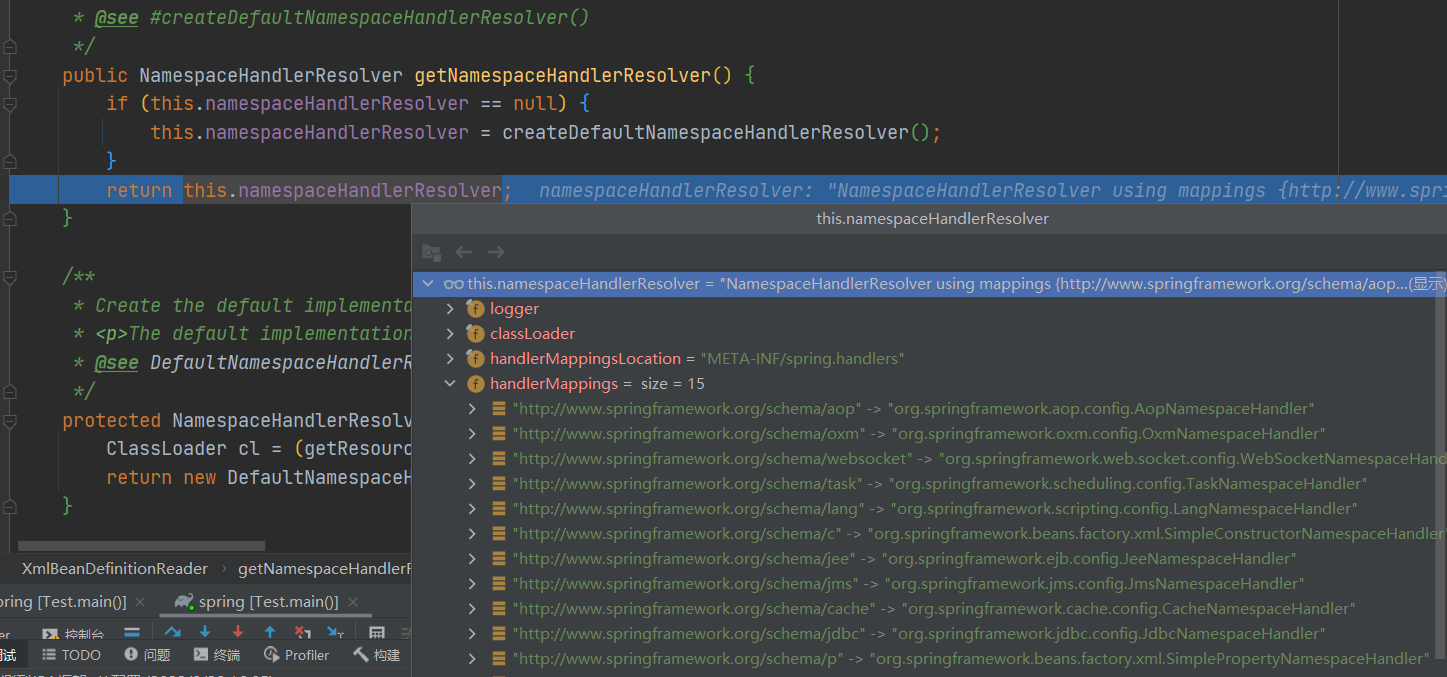 * @see #createDefaultNamespaceHandlerResolver()
*/
public NamespaceHandlerResolver getNamespaceHandlerResolver() {
if (this.namespaceHandlerResolver == null) {
this.namespaceHandlerResolver = createDefaultNamespaceHandlerResolver();
}
return this.namespaceHandlerResolver; namespaceHandlerResolver: "NamespaceHandlerResolver using mappings {http://www.spri
}
this.namespaceHandlerResolver
this.namespaceHandlerResolver = "NamespaceHandlerResolver using mappings {http://www.springframework.org/schema/aop...(显示)
logger
classLoader
handlerMappingsLocation = "META-INF/spring.handlers"
handlerMappings = size = 15
"http://www.springframework.org/schema/aop" -> "org.springframework.aop.config.AopNamespaceHandler"
"http://www.springframework.org/schema/oxm" -> "org.springframework.oxm.config.OxmNamespaceHandler"
"http://www.springframework.org/schema/websocket" -> "org.springframework.web.socket.config.WebSocketNamespaceHand
"http://www.springframework.org/schema/task" -> "org.springframework.scheduling.config.TaskNamespaceHandler"
"http://www.springframework.org/schema/lang" -> "org.springframework.scripting.config.LangNamespaceHandler"
"http://www.springframework.org/schema/c" -> "org.springframework.beans.factory.xml.SimpleConstructorNamespaceHandler"
"http://www.springframework.org/schema/jee" -> "org.springframework.ejb.config.JeeNamespaceHandler"
"http://www.springframework.org/schema/jms" -> "org.springframework.jms.config.JmsNamespaceHandler"
"http://www.springframework.org/schema/cache" -> "org.springframework.cache.config.CacheNamespaceHandler"
"http://www.springframework.org/schema/jdbc" -> "org.springframework.jdbc.config.JdbcNamespaceHandler"
"http://www.springframework.org/schema/p" -> "org.springframework.beans.factory.xml.SimplePropertyNamespaceHandler"
/**
* Create the default implementa
* <p>The default implementation
* @see DefaultNamespaceHandlerR
*/
protected NamespaceHandlerResolv
ClassLoader cl = (getResourc
return new DefaultNamespaceH
}
XmlBeanDefinitionReader › getNamespaceHandlerF
pring [Test.main()] spring [Test.main()]
er 控制台
调试 TODO 问题 终端 Profiler 构建